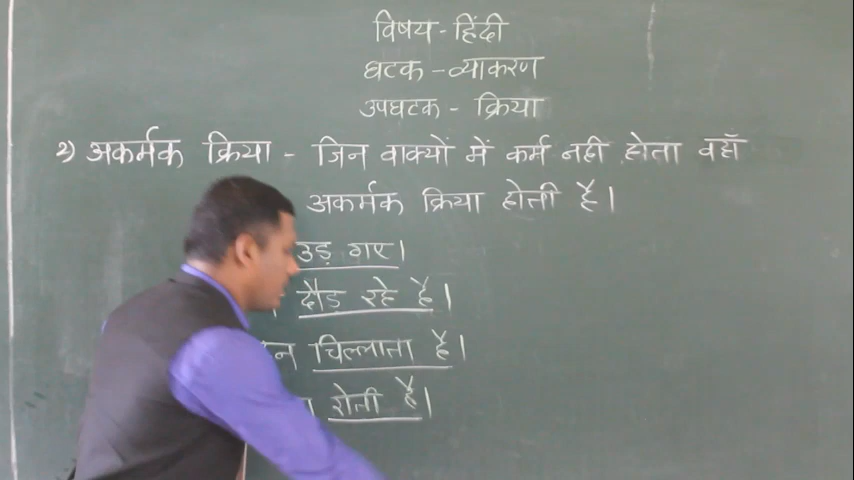 विषय - हिंदी
घटक - व्याकरण
उपघटक - क्रिया
२) अकर्मक क्रिया - जिन वाक्यों में कर्म नही होता वहाँ
अकर्मक क्रिया होती है।
उड़ गए।
दौड रहे है।
चिल्लाता है।
रोती है।